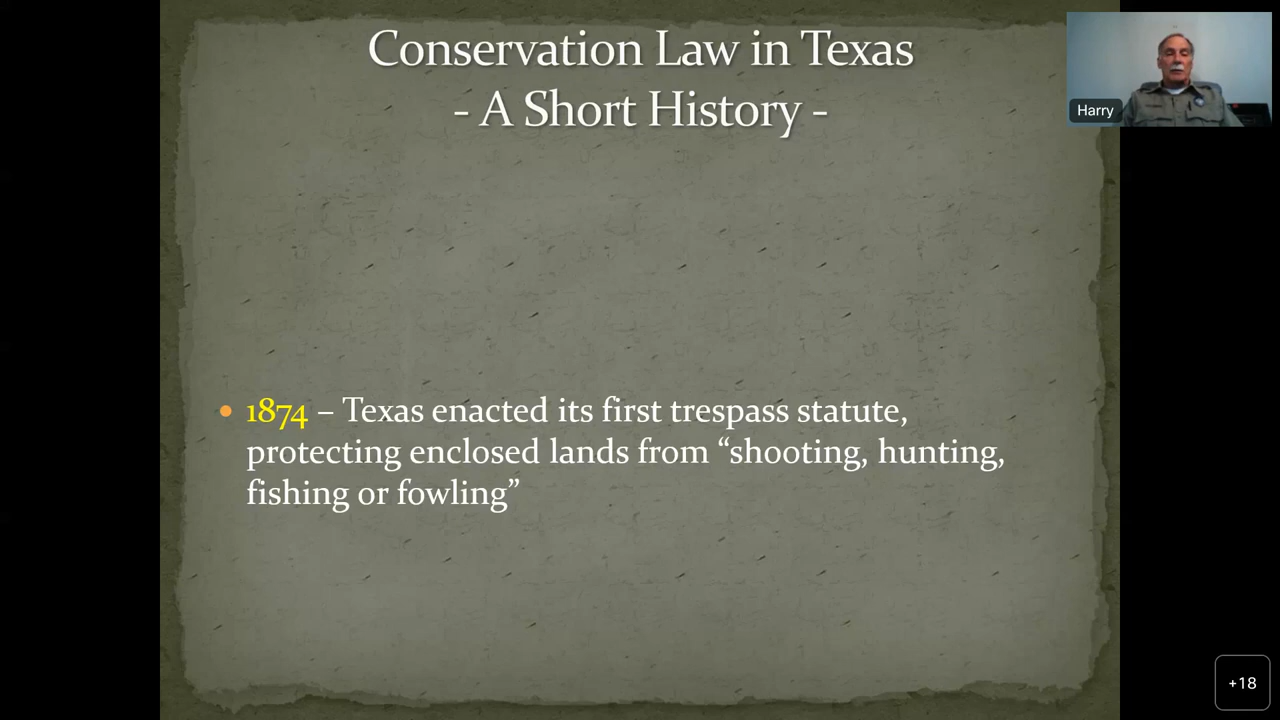 Conservation Law in Texas
- A Short History -
Harry
• 1874 – Texas enacted its first trespass statute,
protecting enclosed lands from “shooting, hunting,
fishing or fowling”
+18